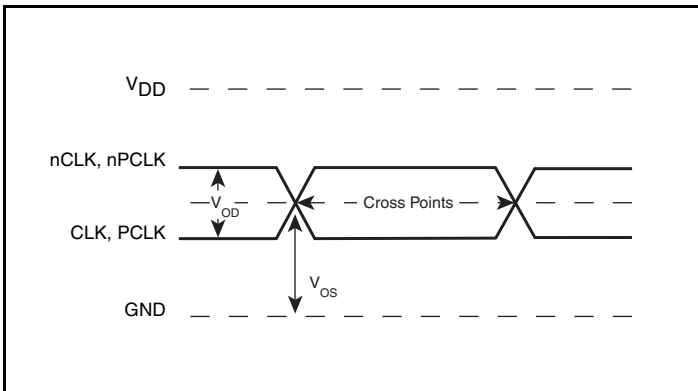 VDD
nCLK, nPCLK
VOD
Cross Points
CLK, PCLK
VOS
GND